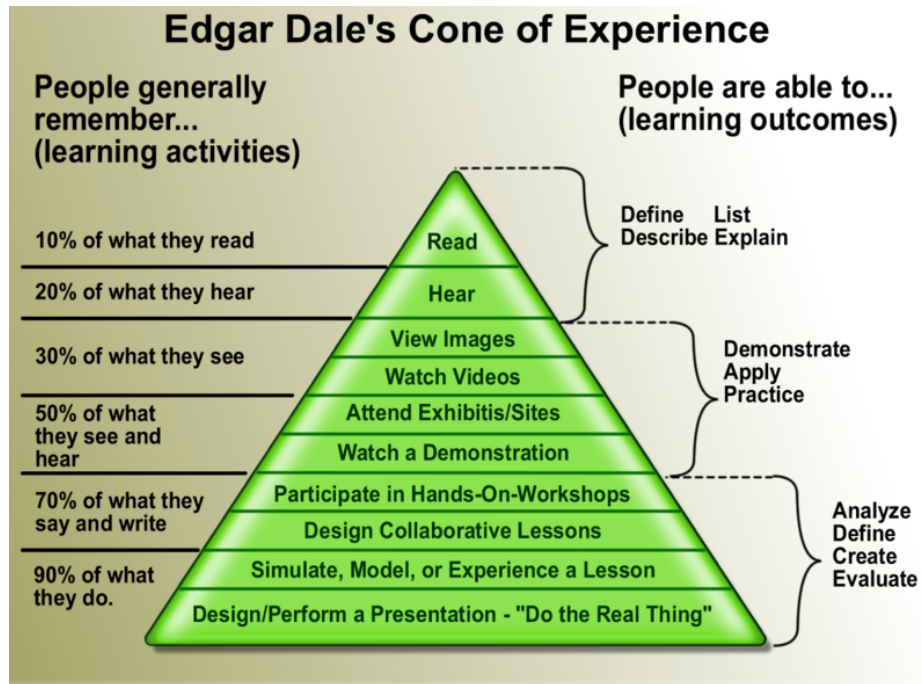 Edgar Dale's Cone of Experience
People generally
remember...
(learning activities)
People are able to...
(learning outcomes)
10% of what they read
20% of what they hear
30% of what they see
50% of what
they see and
hear
70% of what they
say and write
90% of what
they do.
Read
Hear
View Images
Watch Videos
Attend Exhibitis/Sites
Watch a Demonstration
Participate in Hands-On-Workshops
Design Collaborative Lessons
Simulate, Model, or Experience a Lesson
Design/Perform a Presentation - "Do the Real Thing"
Define List
Describe Explain
Demonstrate
Apply
Practice
Analyze
Define
Create
Evaluate